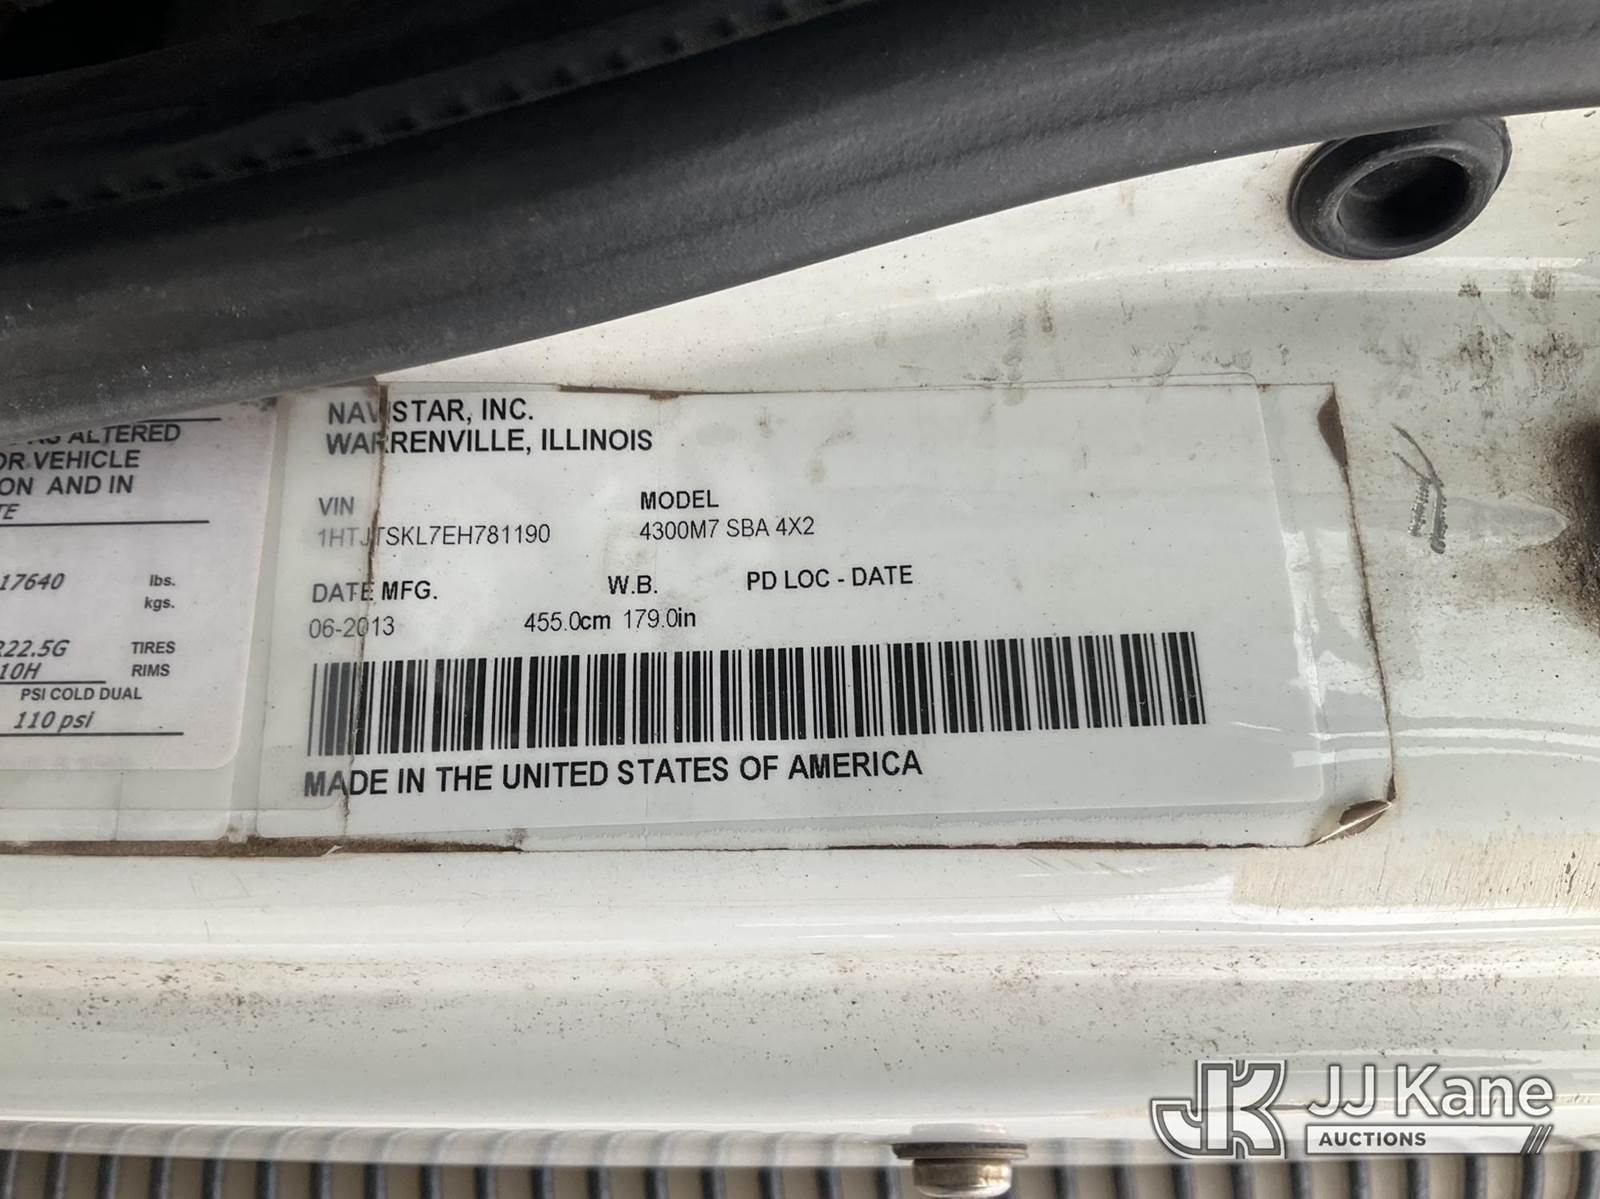 AS ALTERED
OR VEHICLE
ON AND IN
TE
17640 lbs.
kgs.
R22.5G TIRES
10H RIMS
PSI COLD DUAL
110 psi
NAVISTAR, INC.
WARRENVILLE, ILLINOIS
VIN MODEL
1HTJTSKL7EH781190 4300M7 SBA 4X2
DATE MFG. W.B. PD LOC - DATE
06-2013 455.0cm 179.0in
MADE IN THE UNITED STATES OF AMERICA
JK JJ Kane
AUCTIONS